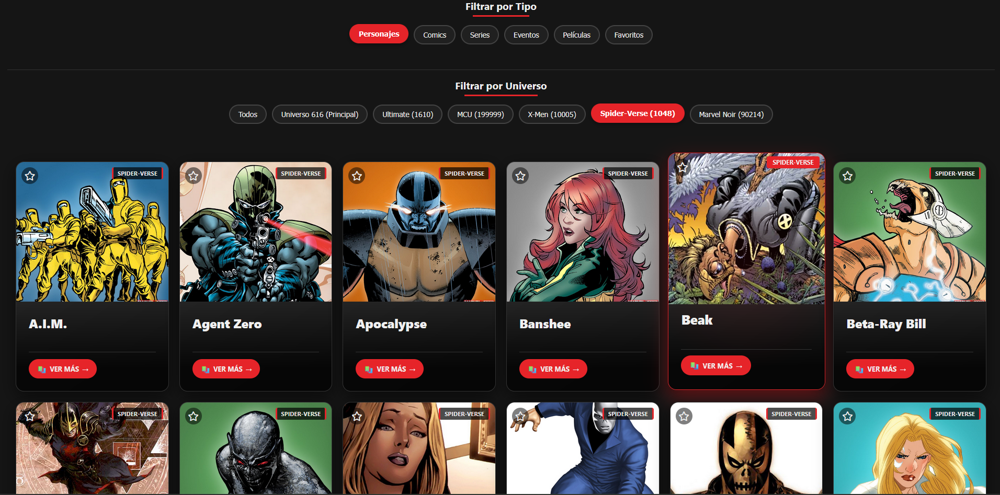 Filtrar por Tipo
Personajes Comics Series Eventos Películas Favoritos
Filtrar por Universo
Todos Universo 616 (Principal) Ultimate (1610) MCU (199999) X-Men (10005) Spider-Verse (1048) Marvel Noir (90214)
SPIDER-VERSE SPIDER-VERSE SPIDER-VERSE SPIDER-VERSE SPIDER-VERSE SPIDER-VERSE
A.I.M. Agent Zero Apocalypse Banshee Beak Beta-Ray Bill
VER MÁS → VER MÁS → VER MÁS → VER MÁS → VER MÁS → VER MÁS →
SPIDER-VERSE SPIDER-VERSE SPIDER-VERSE SPIDER-VERSE SPIDER-VERSE SPIDER-VERSE